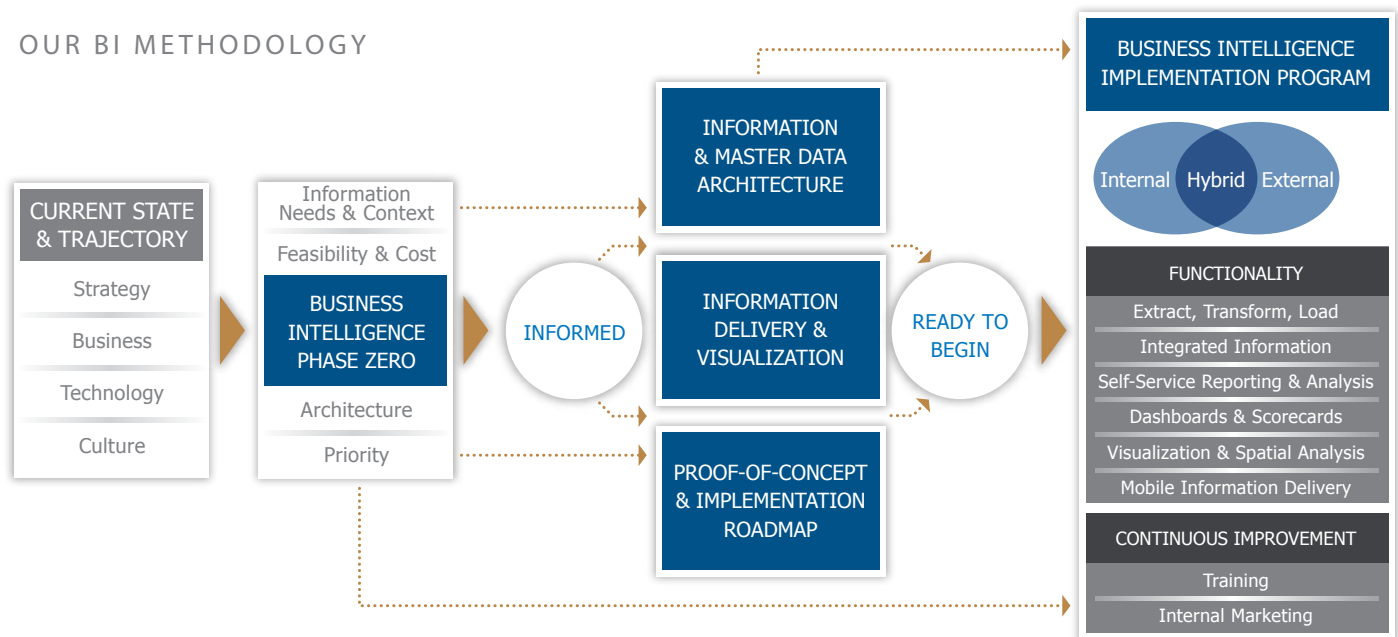 OUR BI METHODOLOGY
CURRENT STATE
& TRAJECTORY
Strategy
Business
Technology
Culture
Information
Needs & Context
Feasibility & Cost
BUSINESS
INTELLIGENCE
PHASE ZERO
Architecture
Priority
INFORMED
INFORMATION
& MASTER DATA
ARCHITECTURE
INFORMATION
DELIVERY &
VISUALIZATION
PROOF-OF-CONCEPT
& IMPLEMENTATION
ROADMAP
READY TO
BEGIN
BUSINESS INTELLIGENCE
IMPLEMENTATION PROGRAM
Internal Hybrid External
FUNCTIONALITY
Extract, Transform, Load
Integrated Information
Self-Service Reporting & Analysis
Dashboards & Scorecards
Visualization & Spatial Analysis
Mobile Information Delivery
CONTINUOUS IMPROVEMENT
Training
Internal Marketing